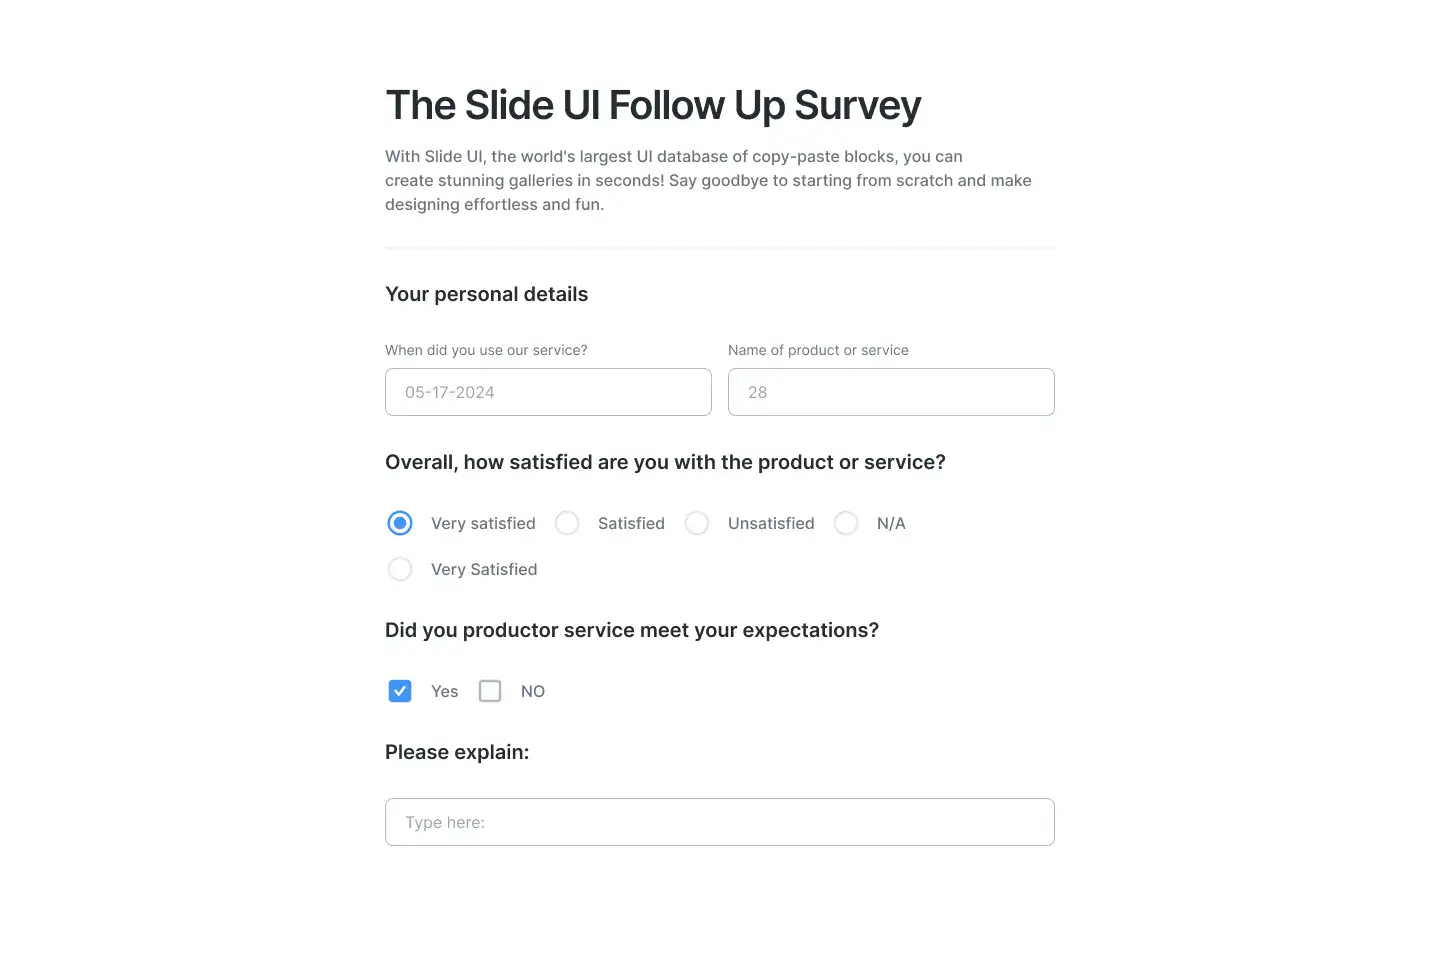 The Slide UI Follow Up Survey
With Slide UI, the world's largest UI database of copy-paste blocks, you can
create stunning galleries in seconds! Say goodbye to starting from scratch and make
designing effortless and fun.
Your personal details
When did you use our service? Name of product or service
05-17-2024 28
Overall, how satisfied are you with the product or service?
Very satisfied Satisfied Unsatisfied N/A
Very Satisfied
Did you productor service meet your expectations?
Yes NO
Please explain:
Type here: